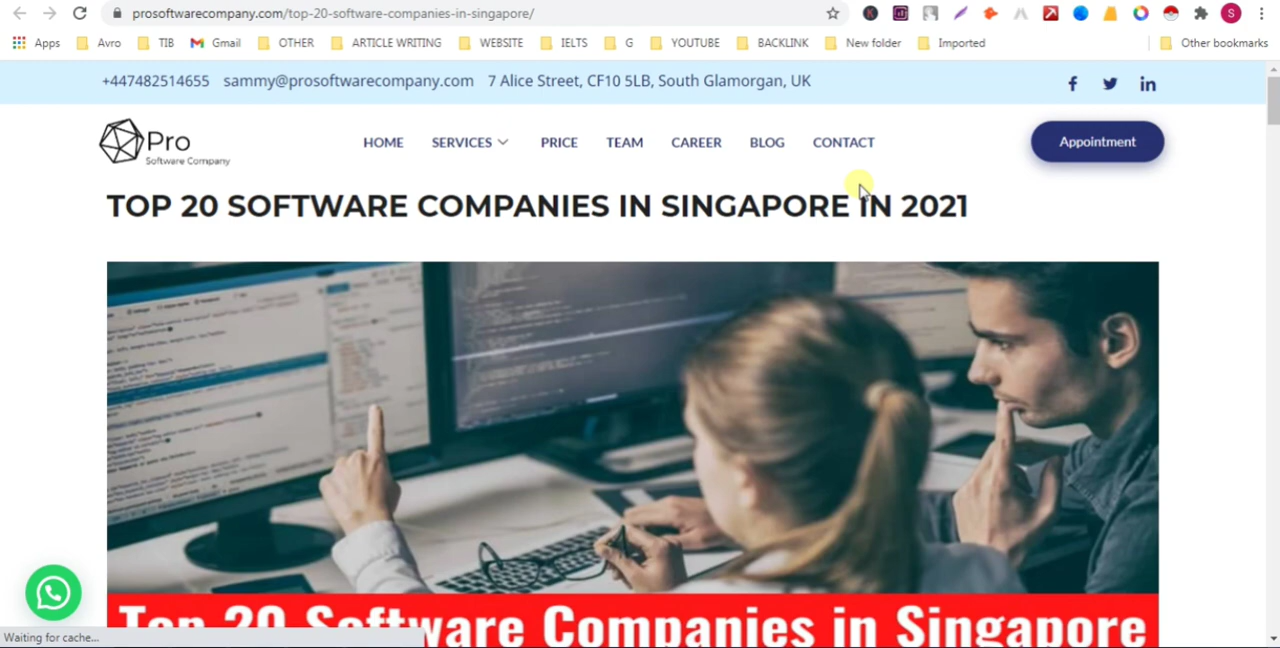 prosoftwarecompany.com/top-20-software-companies-in-singapore/
S
Apps Avro TIB Gmail OTHER ARTICLE WRITING WEBSITE IELTS G YOUTUBE BACKLINK New folder Imported Other bookmarks
+447482514655 sammy@prosoftwarecompany.com 7 Alice Street, CF10 5LB, South Glamorgan, UK
Pro
Software Company
HOME SERVICES PRICE TEAM CAREER BLOG CONTACT Appointment
TOP 20 SOFTWARE COMPANIES IN SINGAPORE IN 2021
Top 20 Software Companies in Singapore
Waiting for cache...